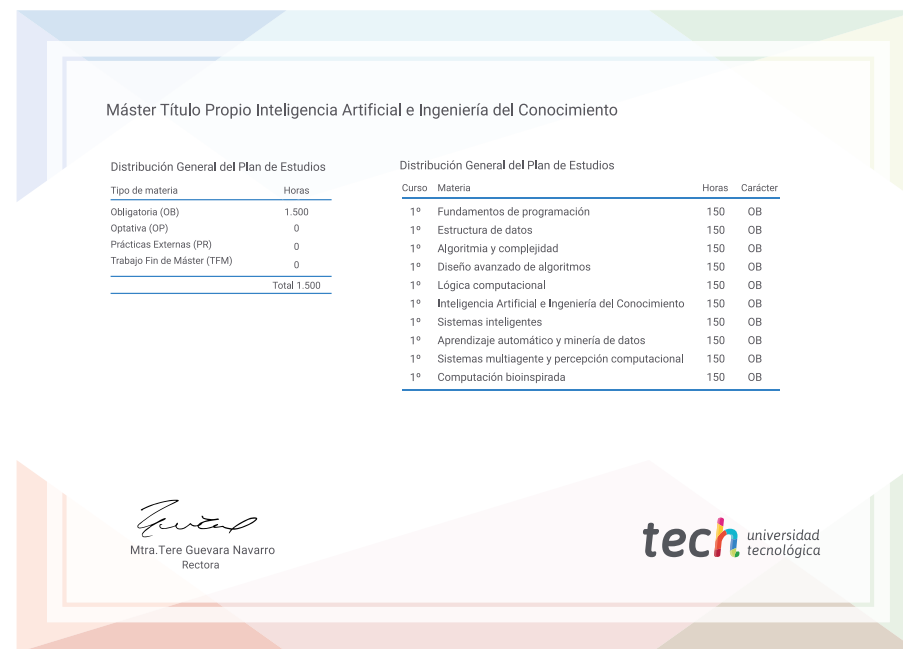 Máster Título Propio Inteligencia Artificial e Ingeniería del Conocimiento
Distribución General del Plan de Estudios
Tipo de materia Horas
Obligatoria (OB) 1.500
Optativa (OP) 0
Prácticas Externas (PR) 0
Trabajo Fin de Máster (TFM) 0
Total 1.500
Distribución General del Plan de Estudios
Curso Materia Horas Carácter
1º Fundamentos de programación 150 OB
1º Estructura de datos 150 OB
1º Algoritmia y complejidad 150 OB
1º Diseño avanzado de algoritmos 150 OB
1º Lógica computacional 150 OB
1º Inteligencia Artificial e Ingeniería del Conocimiento 150 OB
1º Sistemas inteligentes 150 OB
1º Aprendizaje automático y minería de datos 150 OB
1º Sistemas multiagente y percepción computacional 150 OB
1º Computación bioinspirada 150 OB
Mtra.Tere Guevara Navarro
Rectora
tech universidad
tecnológica